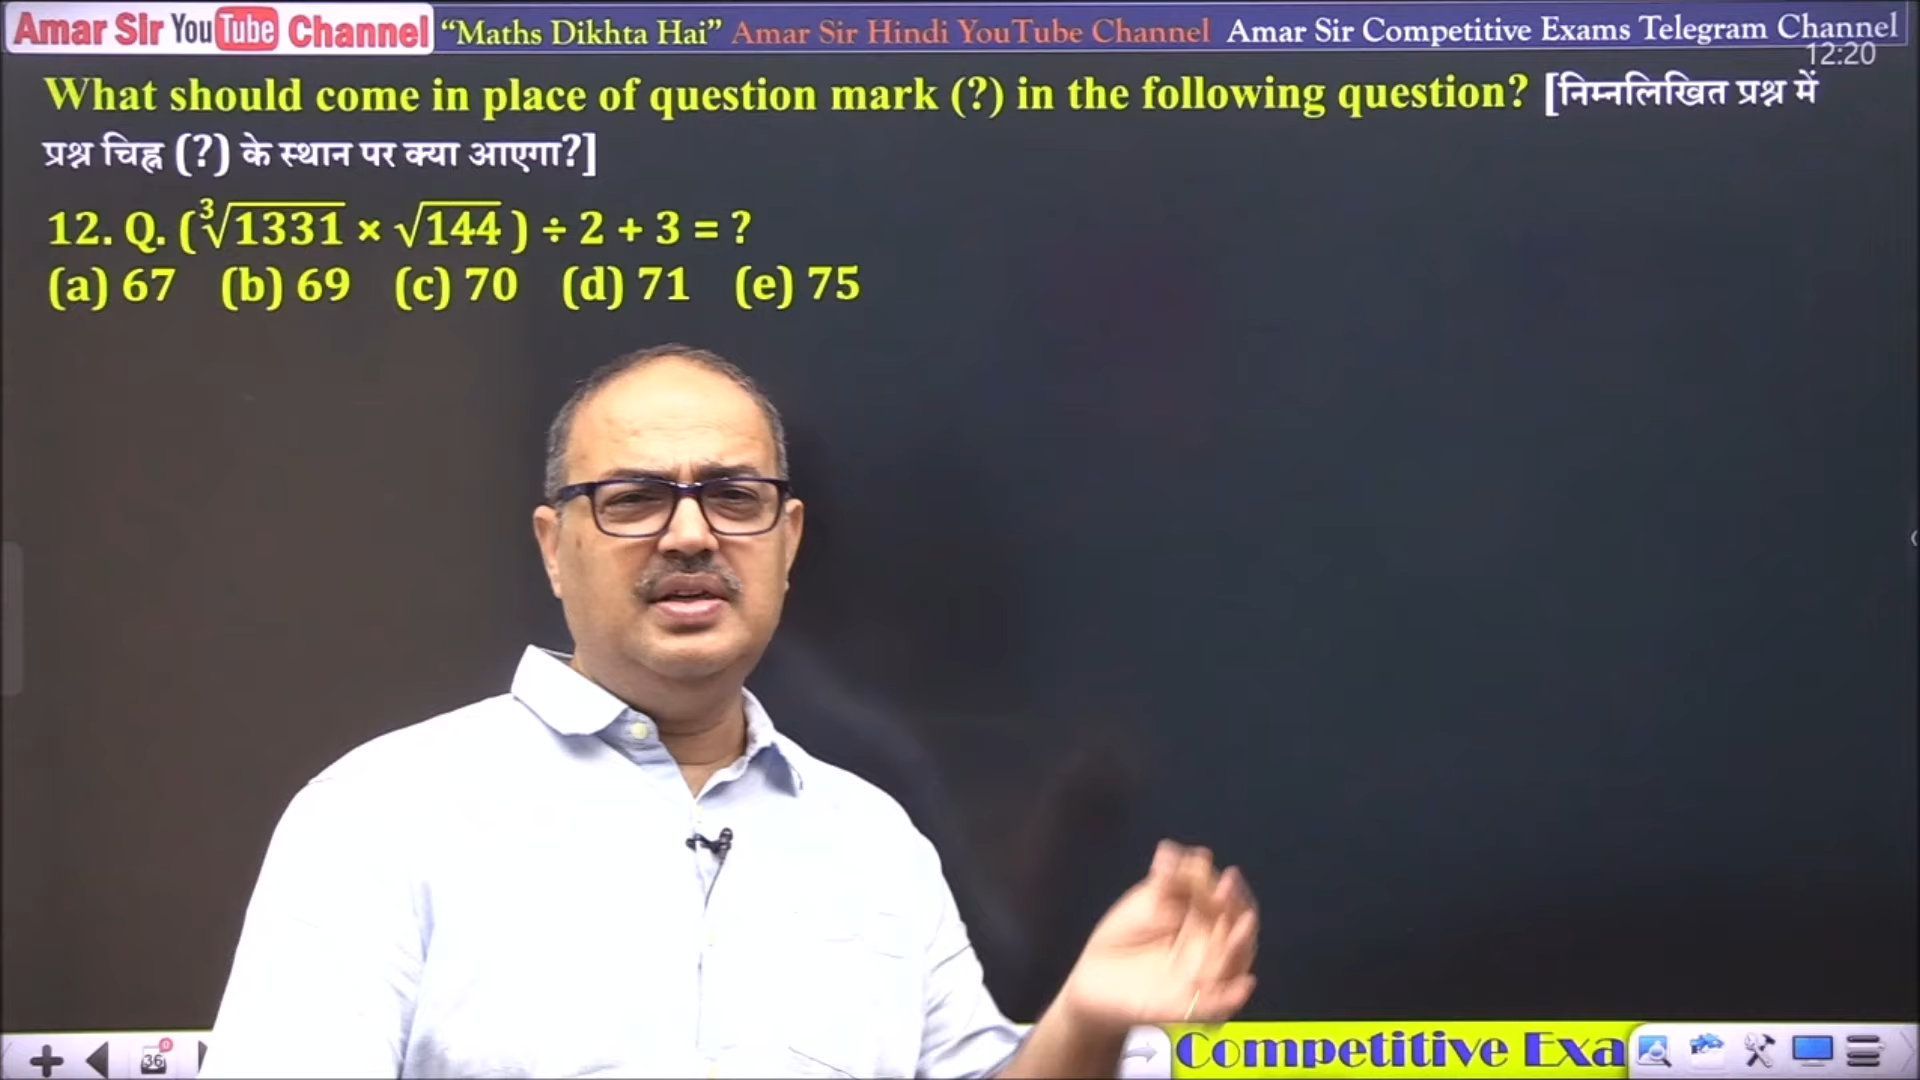 Amar Sir YouTube Channel "Maths Dikhta Hai" Amar Sir Hindi YouTube Channel Amar Sir Competitive Exams Telegram Channel
12:20
What should come in place of question mark (?) in the following question? [निम्नलिखित प्रश्न में
प्रश्न चिह्न (?) के स्थान पर क्या आएगा?]
12. Q. (∛1331 × √144) ÷ 2 + 3 = ?
(a) 67 (b) 69 (c) 70 (d) 71 (e) 75
36
0
Competitive Exa